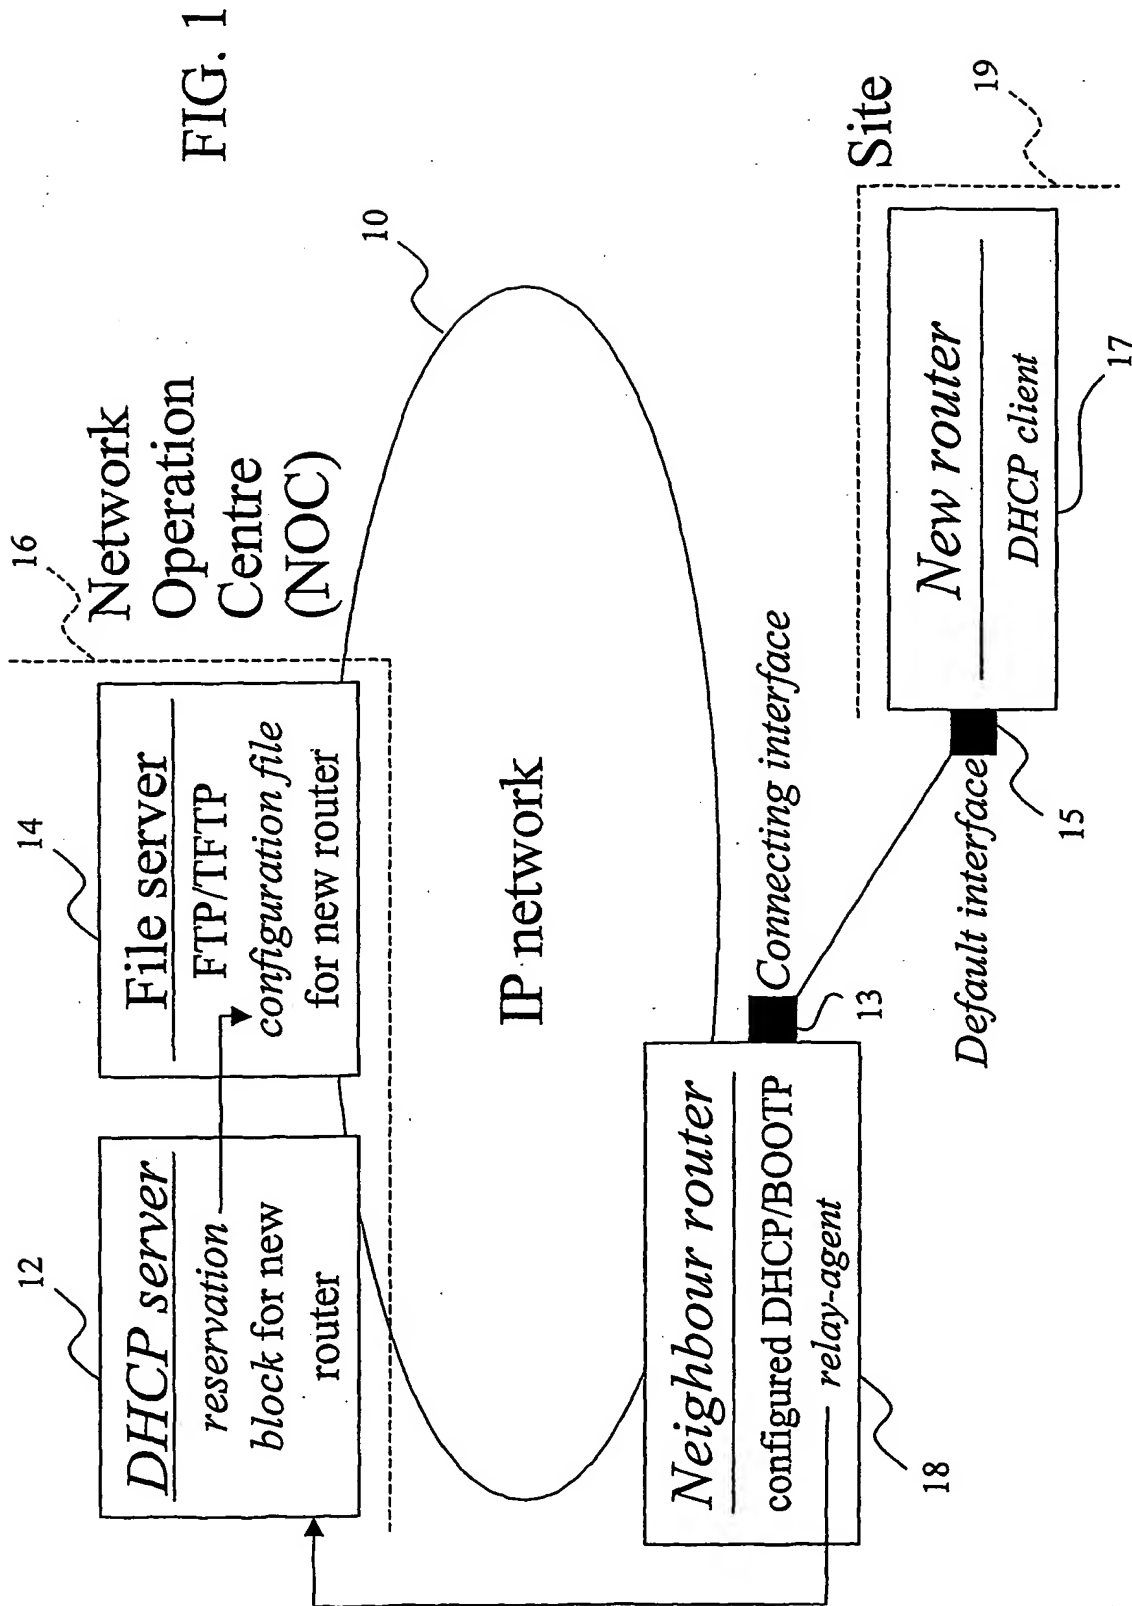 FIG. 1
16
Network
Operation
Centre
(NOC)
12
DHCP server
reservation
block for new
router
14
File server
FTP/TFTP
configuration file
for new router
10
IP network
Neighbour router
configured DHCP/BOOTP
relay-agent
18
Connecting interface
13
Default interface
15
Site
19
New router
DHCP client
17